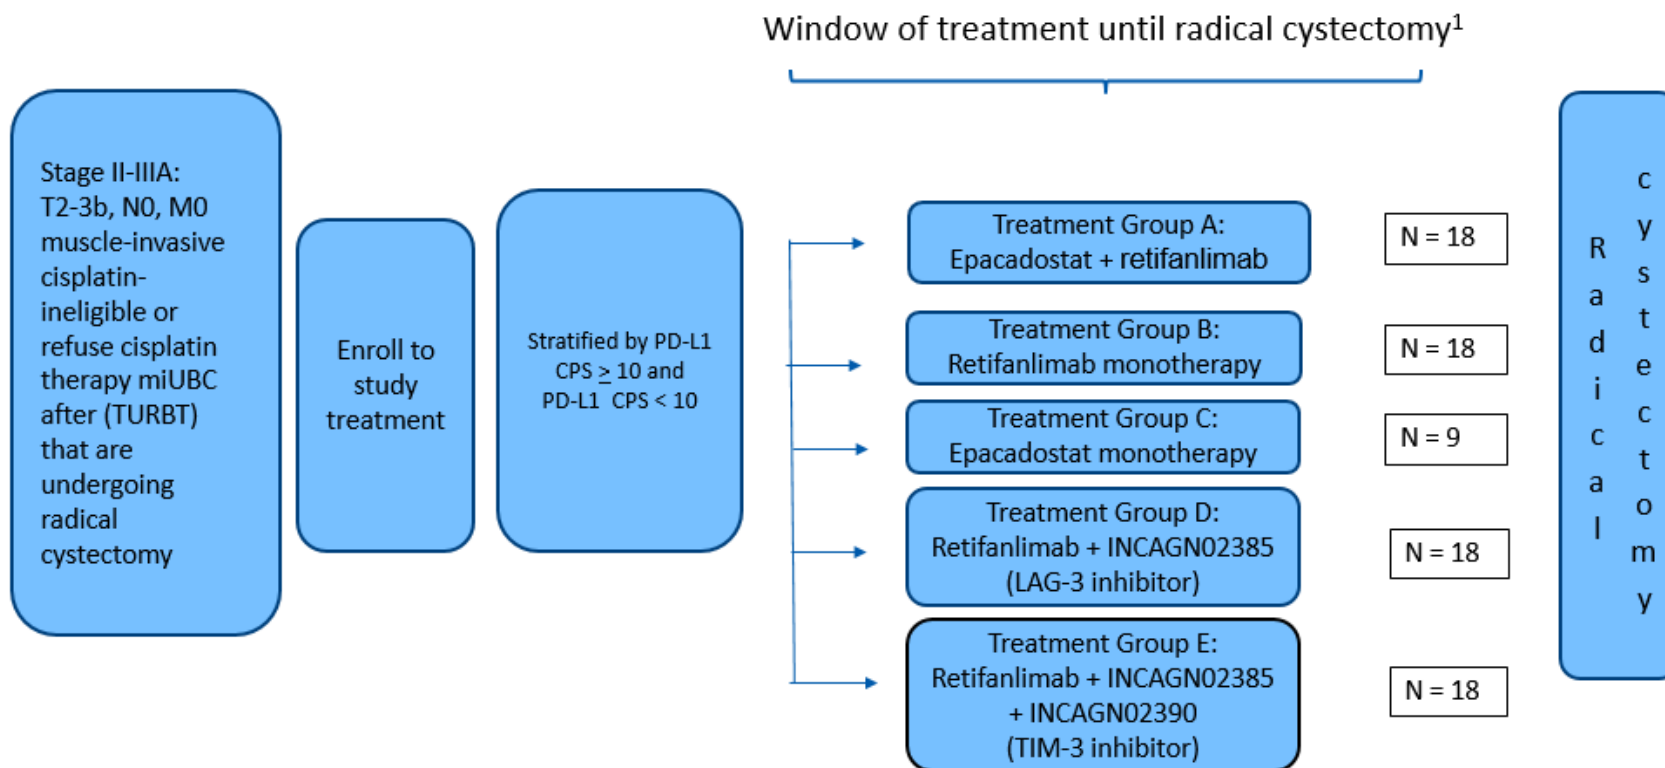 Window of treatment until radical cystectomy¹
Stage II-IIIA:
T2-3b, N0, M0
muscle-invasive
cisplatin-
ineligible or
refuse cisplatin
therapy miUBC
after (TURBT)
that are
undergoing
radical
cystectomy
Enroll to
study
treatment
Stratified by PD-L1
CPS ≥ 10 and
PD-L1 CPS < 10
Treatment Group A:
Epacadostat + retifanlimab
N = 18
Treatment Group B:
Retifanlimab monotherapy
N = 18
Treatment Group C:
Epacadostat monotherapy
N = 9
Treatment Group D:
Retifanlimab + INCAGN02385
(LAG-3 inhibitor)
N = 18
Treatment Group E:
Retifanlimab + INCAGN02385
+ INCAGN02390
(TIM-3 inhibitor)
N = 18
Radical
cystectomy